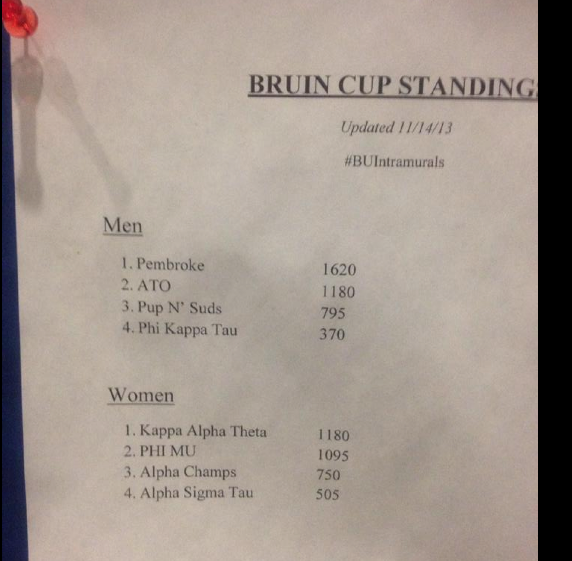 BRUIN CUP STANDINGS
Updated 11/14/13
#BUIntramurals
Men
1. Pembroke 1620
2. ATO 1180
3. Pup N' Suds 795
4. Phi Kappa Tau 370
Women
1. Kappa Alpha Theta 1180
2. PHI MU 1095
3. Alpha Champs 750
4. Alpha Sigma Tau 505